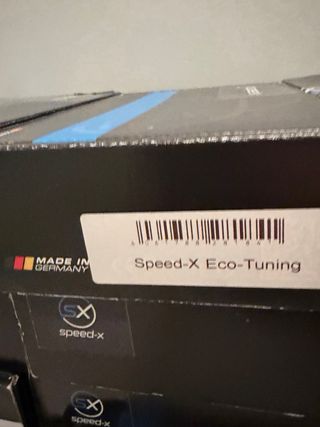 MADE IN
GERMANY
Speed-X Eco-Tuning
SX
speed-x
SX
speed-x